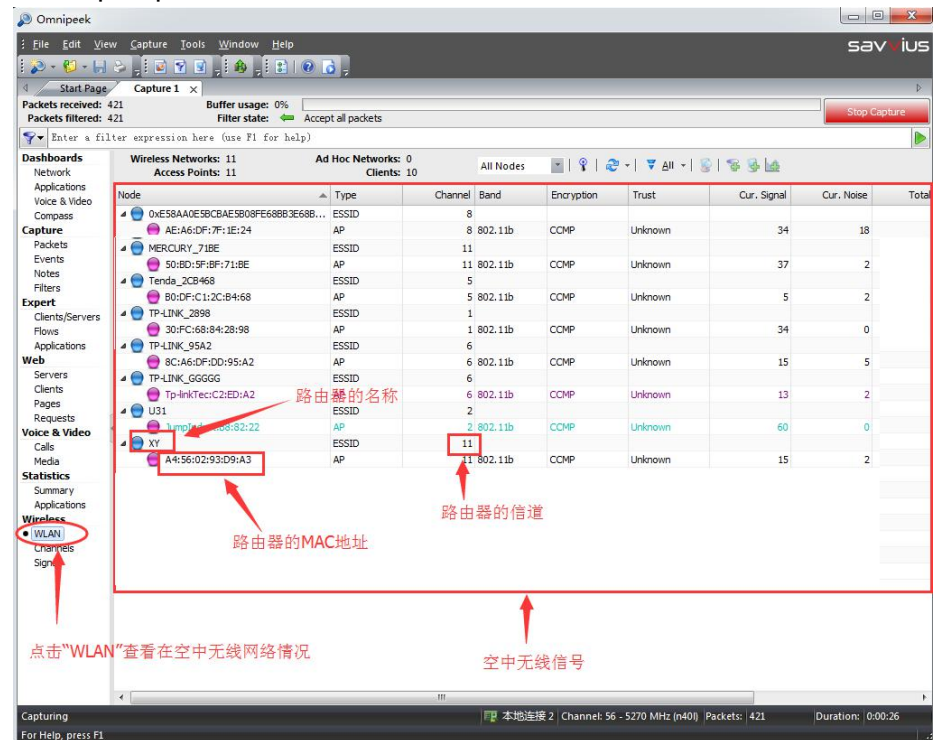 Omnipeek
File Edit View Capture Tools Window Help
savvius
Start Page Capture 1
Packets received: 421 Buffer usage: 0%
Packets filtered: 421 Filter state: Accept all packets
Stop Capture
Enter a filter expression here (use F1 for help)
Wireless Networks: 11 Ad Hoc Networks: 0
Access Points: 11 Clients: 10
All Nodes All
Dashboards
Network
Applications
Voice & Video
Compass
Capture
Packets
Events
Notes
Filters
Expert
Clients/Servers
Flows
Applications
Web
Servers
Clients
Pages
Requests
Voice & Video
Calls
Media
Statistics
Summary
Applications
Wireless
WLAN
Channels
Node Type Channel Band Encryption Trust Cur. Signal Cur. Noise Total
0xE58AA0E5BCBAE5B08FE68BB3E68B... ESSID 8
AE:A6:DF:7F:1E:24 AP 8 802.11b CCMP Unknown 34 18
MERCURY_71BE ESSID 11
50:BD:5F:BF:71:BE AP 11 802.11b CCMP Unknown 37 2
Tenda_2CB468 ESSID 5
B0:DF:C1:2C:B4:68 AP 5 802.11b CCMP Unknown 5 2
TP-LINK_2898 ESSID 1
30:FC:68:84:28:98 AP 1 802.11b CCMP Unknown 34 0
TP-LINK_95A2 ESSID 6
8C:A6:DF:DD:95:A2 AP 6 802.11b CCMP Unknown 15 5
TP-LINK_GGGGG ESSID 6
Tp-linkTec:C2:ED:A2 6 802.11b CCMP Unknown 13 2
路由器的名称
U31 ESSID 2
82:22 AP 2 802.11b CCMP Unknown 60 0
XY ESSID 11
A4:56:02:93:D9:A3 AP 11 802.11b CCMP Unknown 15 2
路由器的信道
路由器的MAC地址
点击“WLAN”查看在空中无线网络情况
空中无线信号
Capturing 本地连接 2 Channel: 56 - 5270 MHz (n40l) Packets: 421 Duration: 0:00:26
For Help, press F1